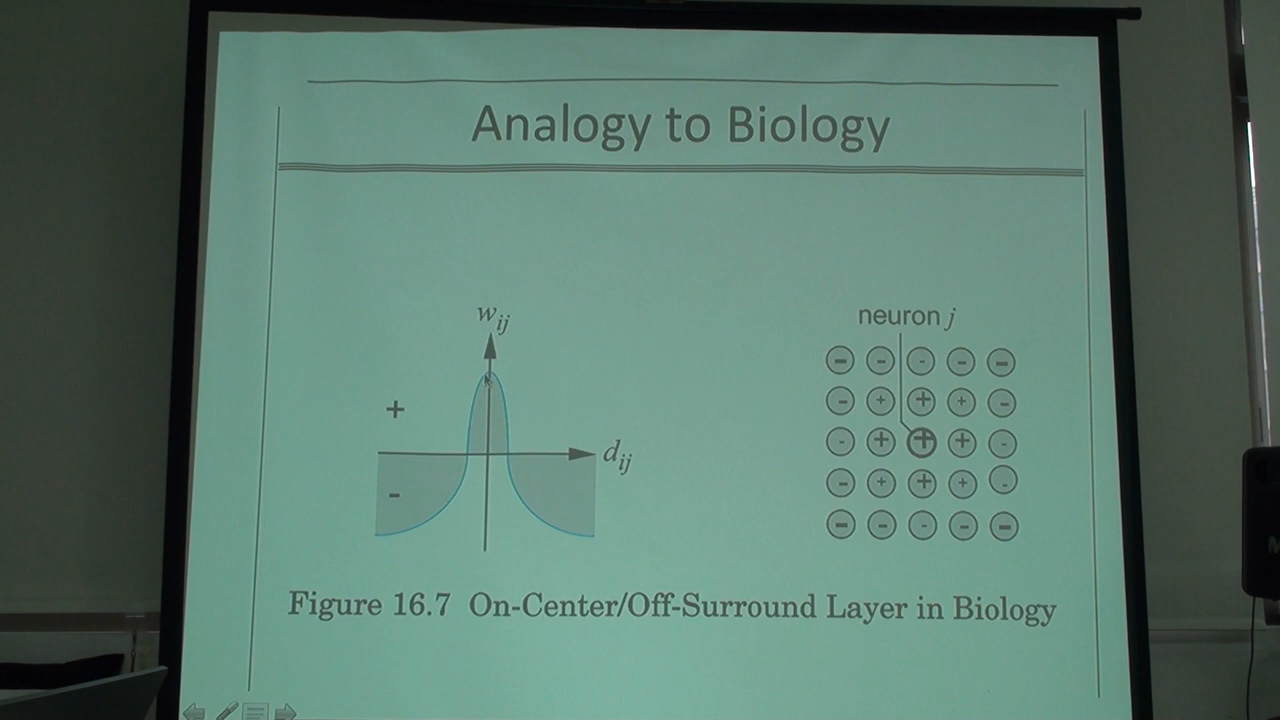 Analogy to Biology
w_ij
neuron j
+
d_ij
-
- - - - -
- + + + -
- + + + -
- + + + -
- - - - -
Figure 16.7 On-Center/Off-Surround Layer in Biology